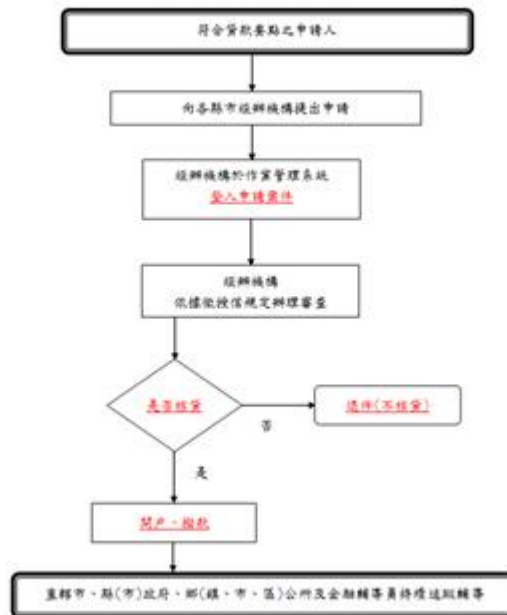 符合貸款要點之申請人
向各縣市經辦機構提出申請
經辦機構於作業管理系統
登入申請案件
經辦機構
依據徵授信規定辦理審查
是否核貸
退件(不核貸)
否
是
開戶、撥款
直轄市、縣(市)政府、鄉(鎮、市、區)公所及金融輔導員持續追蹤輔導